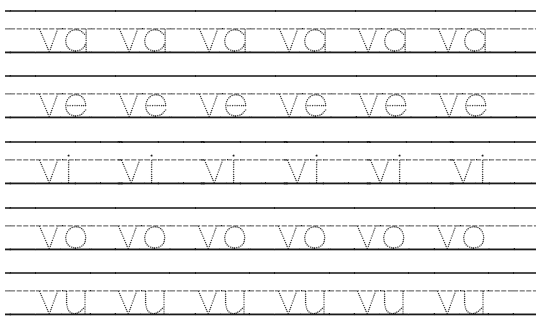 va va va va va va
ve ve ve ve ve ve
vi vi vi vi vi vi
vo vo vo vo vo vo
vu vu vu vu vu vu